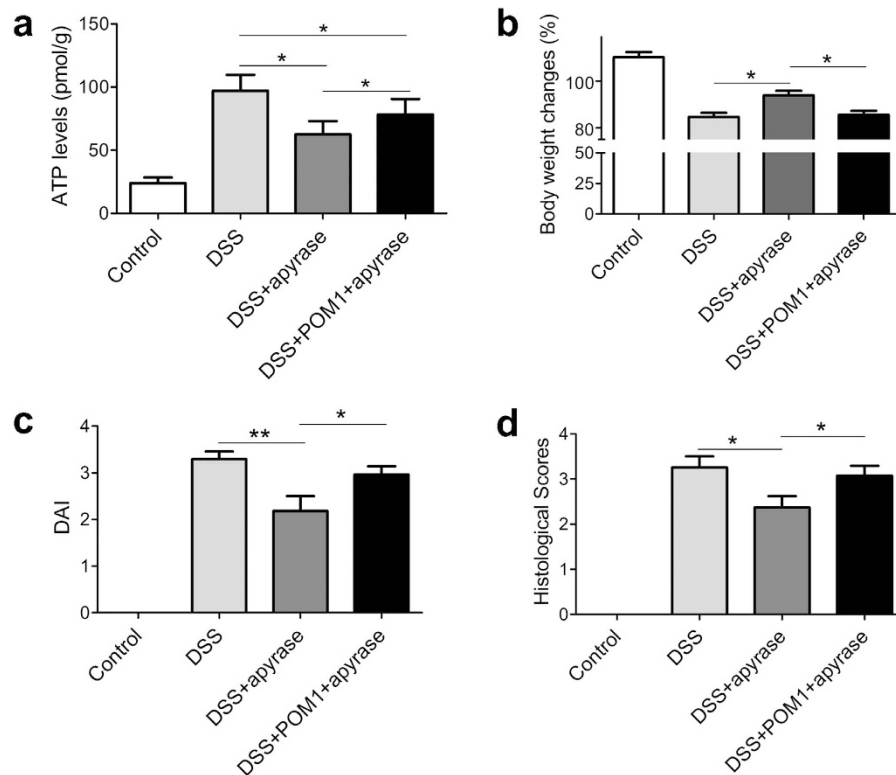 a
ATP levels (pmol/g)
150
100
50
0
*
*
*
Control
DSS
DSS+apyrase
DSS+POM1+apyrase
b
Body weight changes (%)
100
80
50
25
0
*
*
Control
DSS
DSS+apyrase
DSS+POM1+apyrase
c
DAI
4
3
2
1
0
**
*
Control
DSS
DSS+apyrase
DSS+POM1+apyrase
d
Histological Scores
4
3
2
1
0
*
*
Control
DSS
DSS+apyrase
DSS+POM1+apyrase